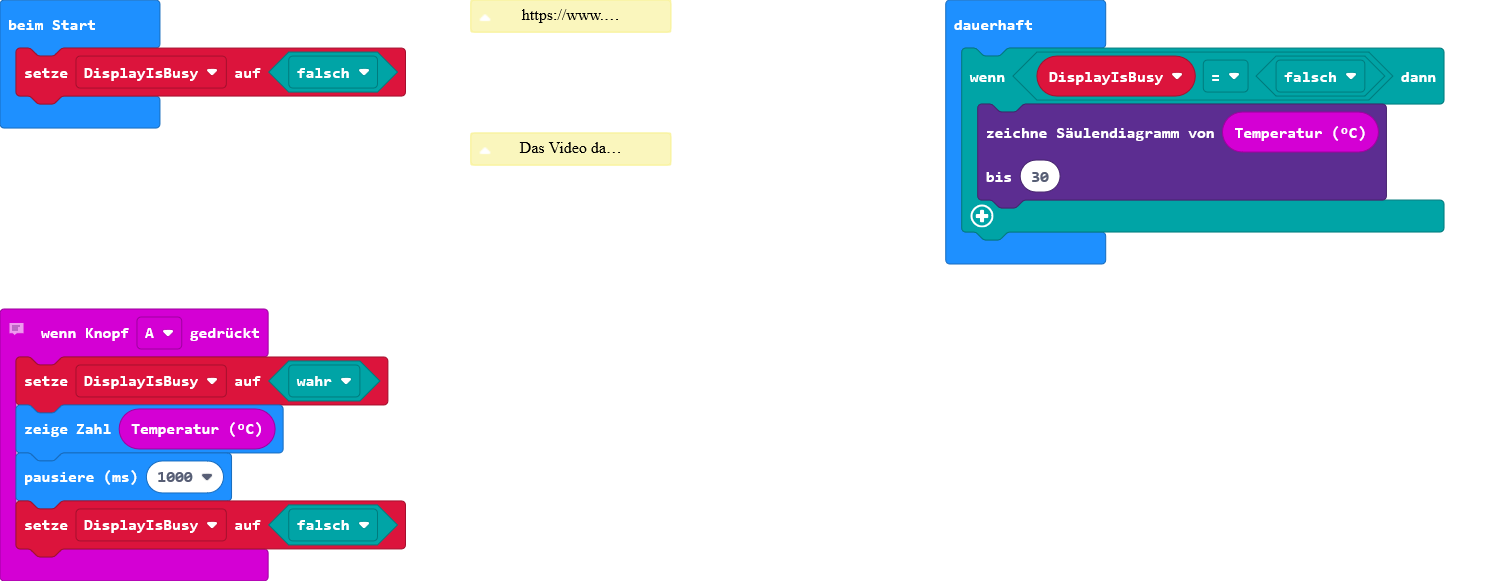 beim Start
setze DisplayIsBusy auf falsch
https://www.…
Das Video da…
dauerhaft
wenn DisplayIsBusy = falsch dann
zeichne Säulendiagramm von Temperatur (ºC)
bis 30
wenn Knopf A gedrückt
setze DisplayIsBusy auf wahr
zeige Zahl Temperatur (ºC)
pausiere (ms) 1000
setze DisplayIsBusy auf falsch